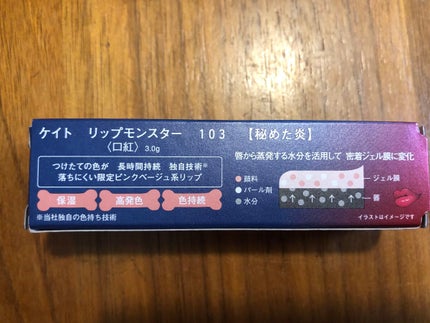 ケイト リップモンスター 103 【秘めた炎】
〈口紅〉 3.0g
つけたての色が 長時間持続 独自技術※
落ちにくい限定ピンクベージュ系リップ
保湿 高発色 色持続
※当社独自の色持ち技術
唇から蒸発する水分を活用して 密着ジェル膜に変化
顔料
パール剤
水分
ジェル膜
唇
イラストはイメージです